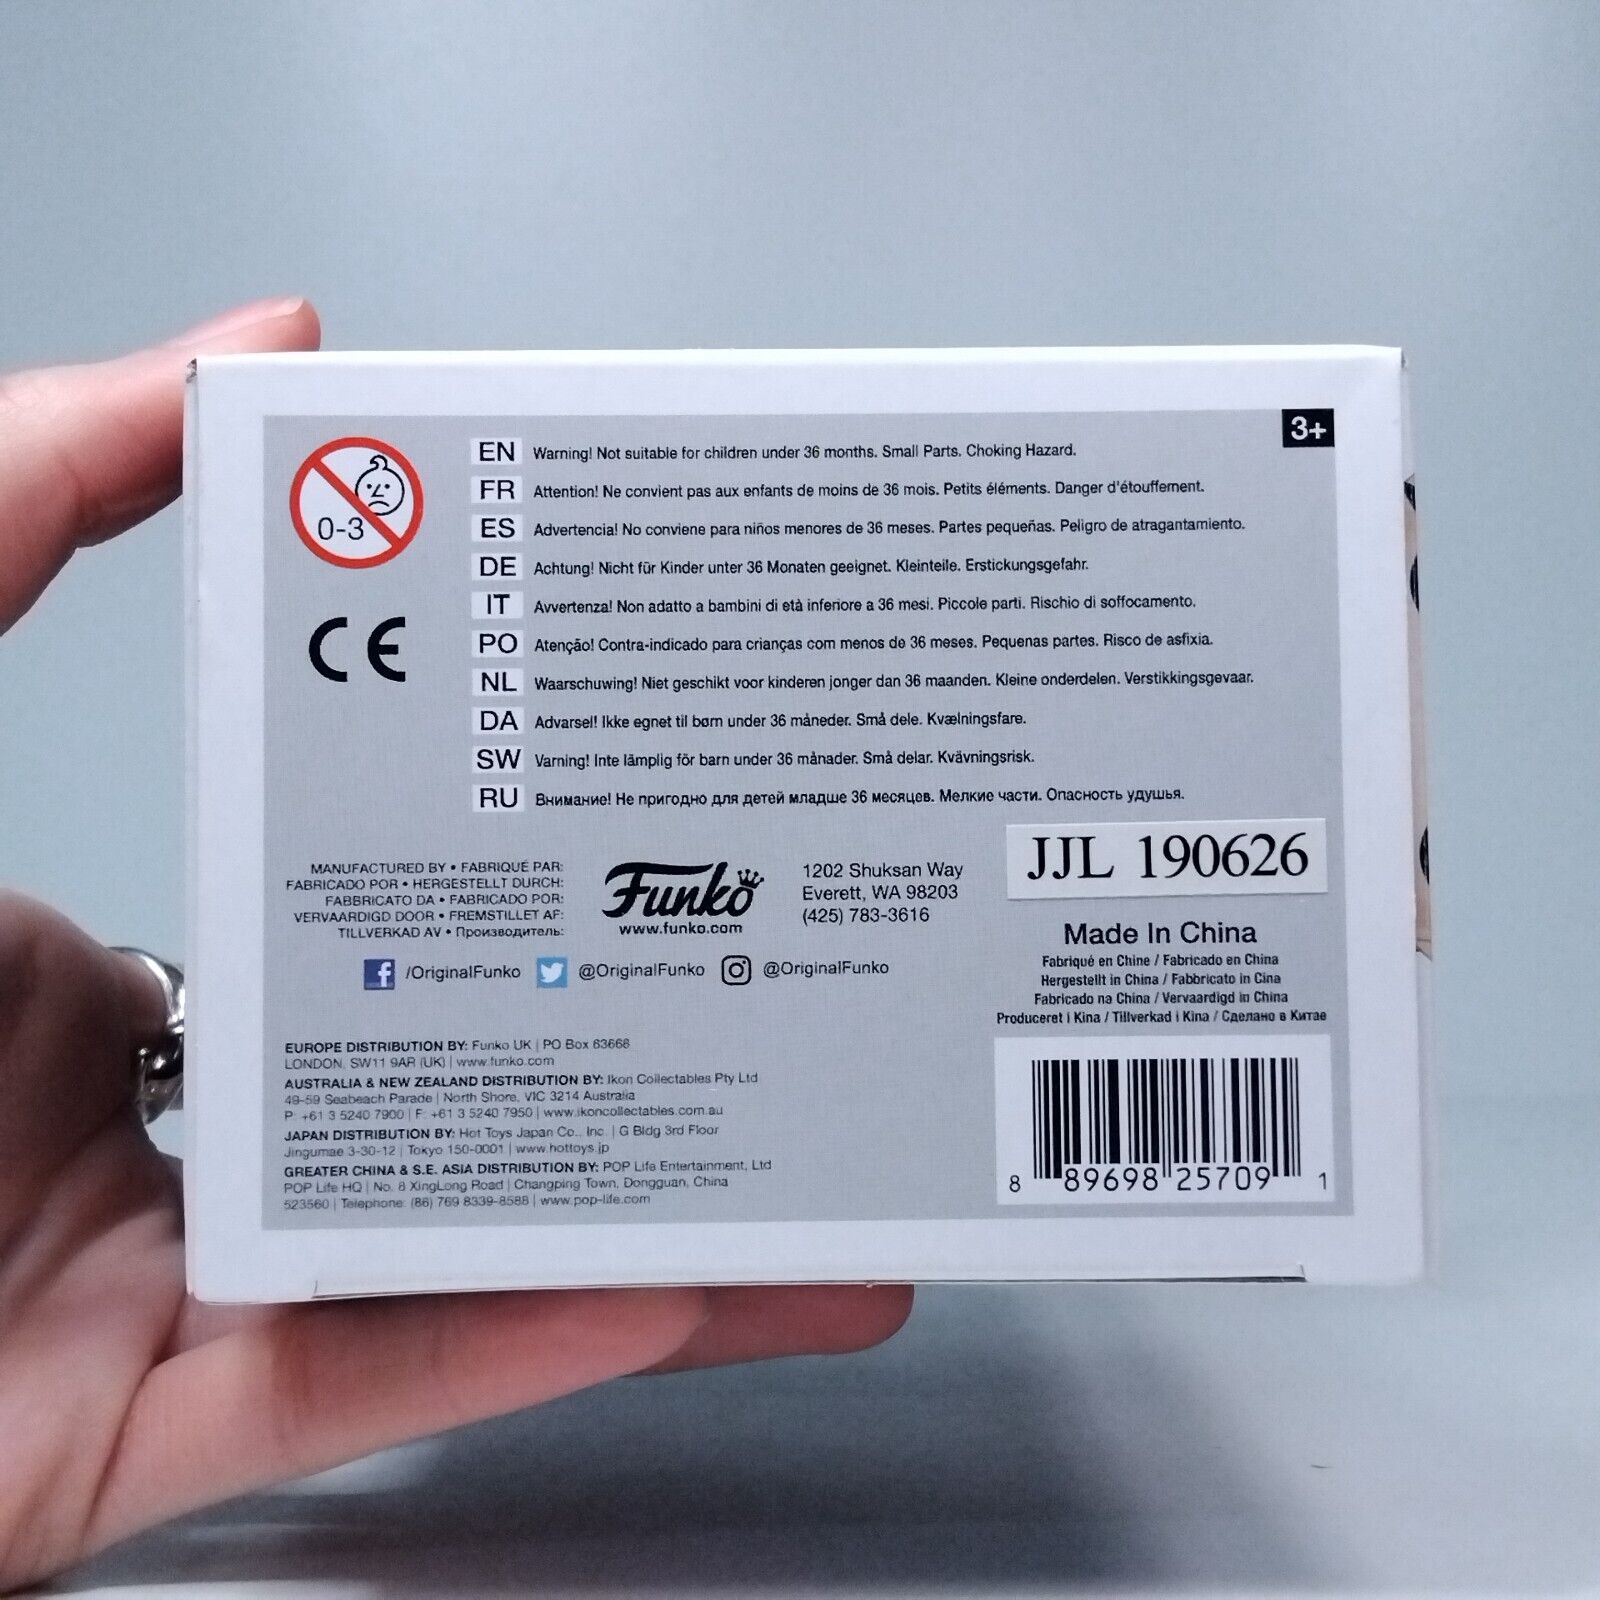 3+
0-3
CE
EN Warning! Not suitable for children under 36 months. Small Parts. Choking Hazard.
FR Attention! Ne convient pas aux enfants de moins de 36 mois. Petits éléments. Danger d'étouffement.
ES Advertencia! No conviene para niños menores de 36 meses. Partes pequeñas. Peligro de atragantamiento.
DE Achtung! Nicht für Kinder unter 36 Monaten geeignet. Kleinteile. Erstickungsgefahr.
IT Avvertenza! Non adatto a bambini di età inferiore a 36 mesi. Piccole parti. Rischio di soffocamento.
PO Atenção! Contra-indicado para crianças com menos de 36 meses. Pequenas partes. Risco de asfixia.
NL Waarschuwing! Niet geschikt voor kinderen jonger dan 36 maanden. Kleine onderdelen. Verstikkingsgevaar.
DA Advarsel! Ikke egnet til børn under 36 måneder. Små dele. Kvælningsfare.
SW Varning! Inte lämplig för barn under 36 månader. Små delar. Kvävningsrisk.
RU Внимание! Не пригодно для детей младше 36 месяцев. Мелкие части. Опасность удушья.
MANUFACTURED BY • FABRIQUÉ PAR:
FABRICADO POR • HERGESTELLT DURCH:
FABBRICATO DA • FABRICADO POR:
VERVAARDIGD DOOR • FREMSTILLET AF:
TILLVERKAD AV • Производитель:
Funko
www.funko.com
1202 Shuksan Way
Everett, WA 98203
(425) 783-3616
/OriginalFunko @OriginalFunko @OriginalFunko
JJL 190626
Made In China
Fabriqué en Chine / Fabricado en China
Hergestellt in China / Fabbricato in Cina
Fabricado na China / Vervaardigd in China
Produceret i Kina / Tillverkad i Kina / Сделано в Китае
EUROPE DISTRIBUTION BY: Funko UK | PO Box 63666
LONDON, SW11 9AR (UK) | www.funko.com
AUSTRALIA & NEW ZEALAND DISTRIBUTION BY: Ikon Collectables Pty Ltd
49-59 Seabeach Parade | North Shore, VIC 3214 Australia
P: +61 3 5240 7900 | F: +61 3 5240 7950 | www.ikoncollectables.com.au
JAPAN DISTRIBUTION BY: Hot Toys Japan Co., Inc. | G Bldg 3rd Floor
Jingumae 3-30-12 | Tokyo 150-0001 | www.hottoys.jp
GREATER CHINA & S.E. ASIA DISTRIBUTION BY: POP Life Entertainment, Ltd
POP Life HQ | No. 8 XingLong Road | Changping Town, Dongguan, China
523560 | Telephone: (86) 769 8339-8588 | www.pop-life.com
8 89698 25709 1